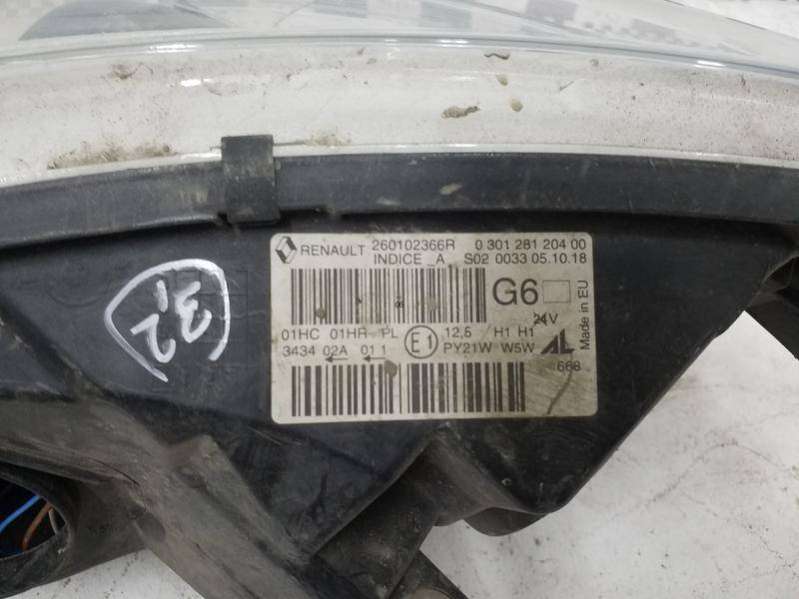 RENAULT 260102366R 0 301 281 204 00
INDICE _A S02 0033 05.10.18
G6
24V
Made in EU
01HC 01HR PL E1 12,5 H1 H1
3434 02A 01 1 PY21W W5W AL
668
32